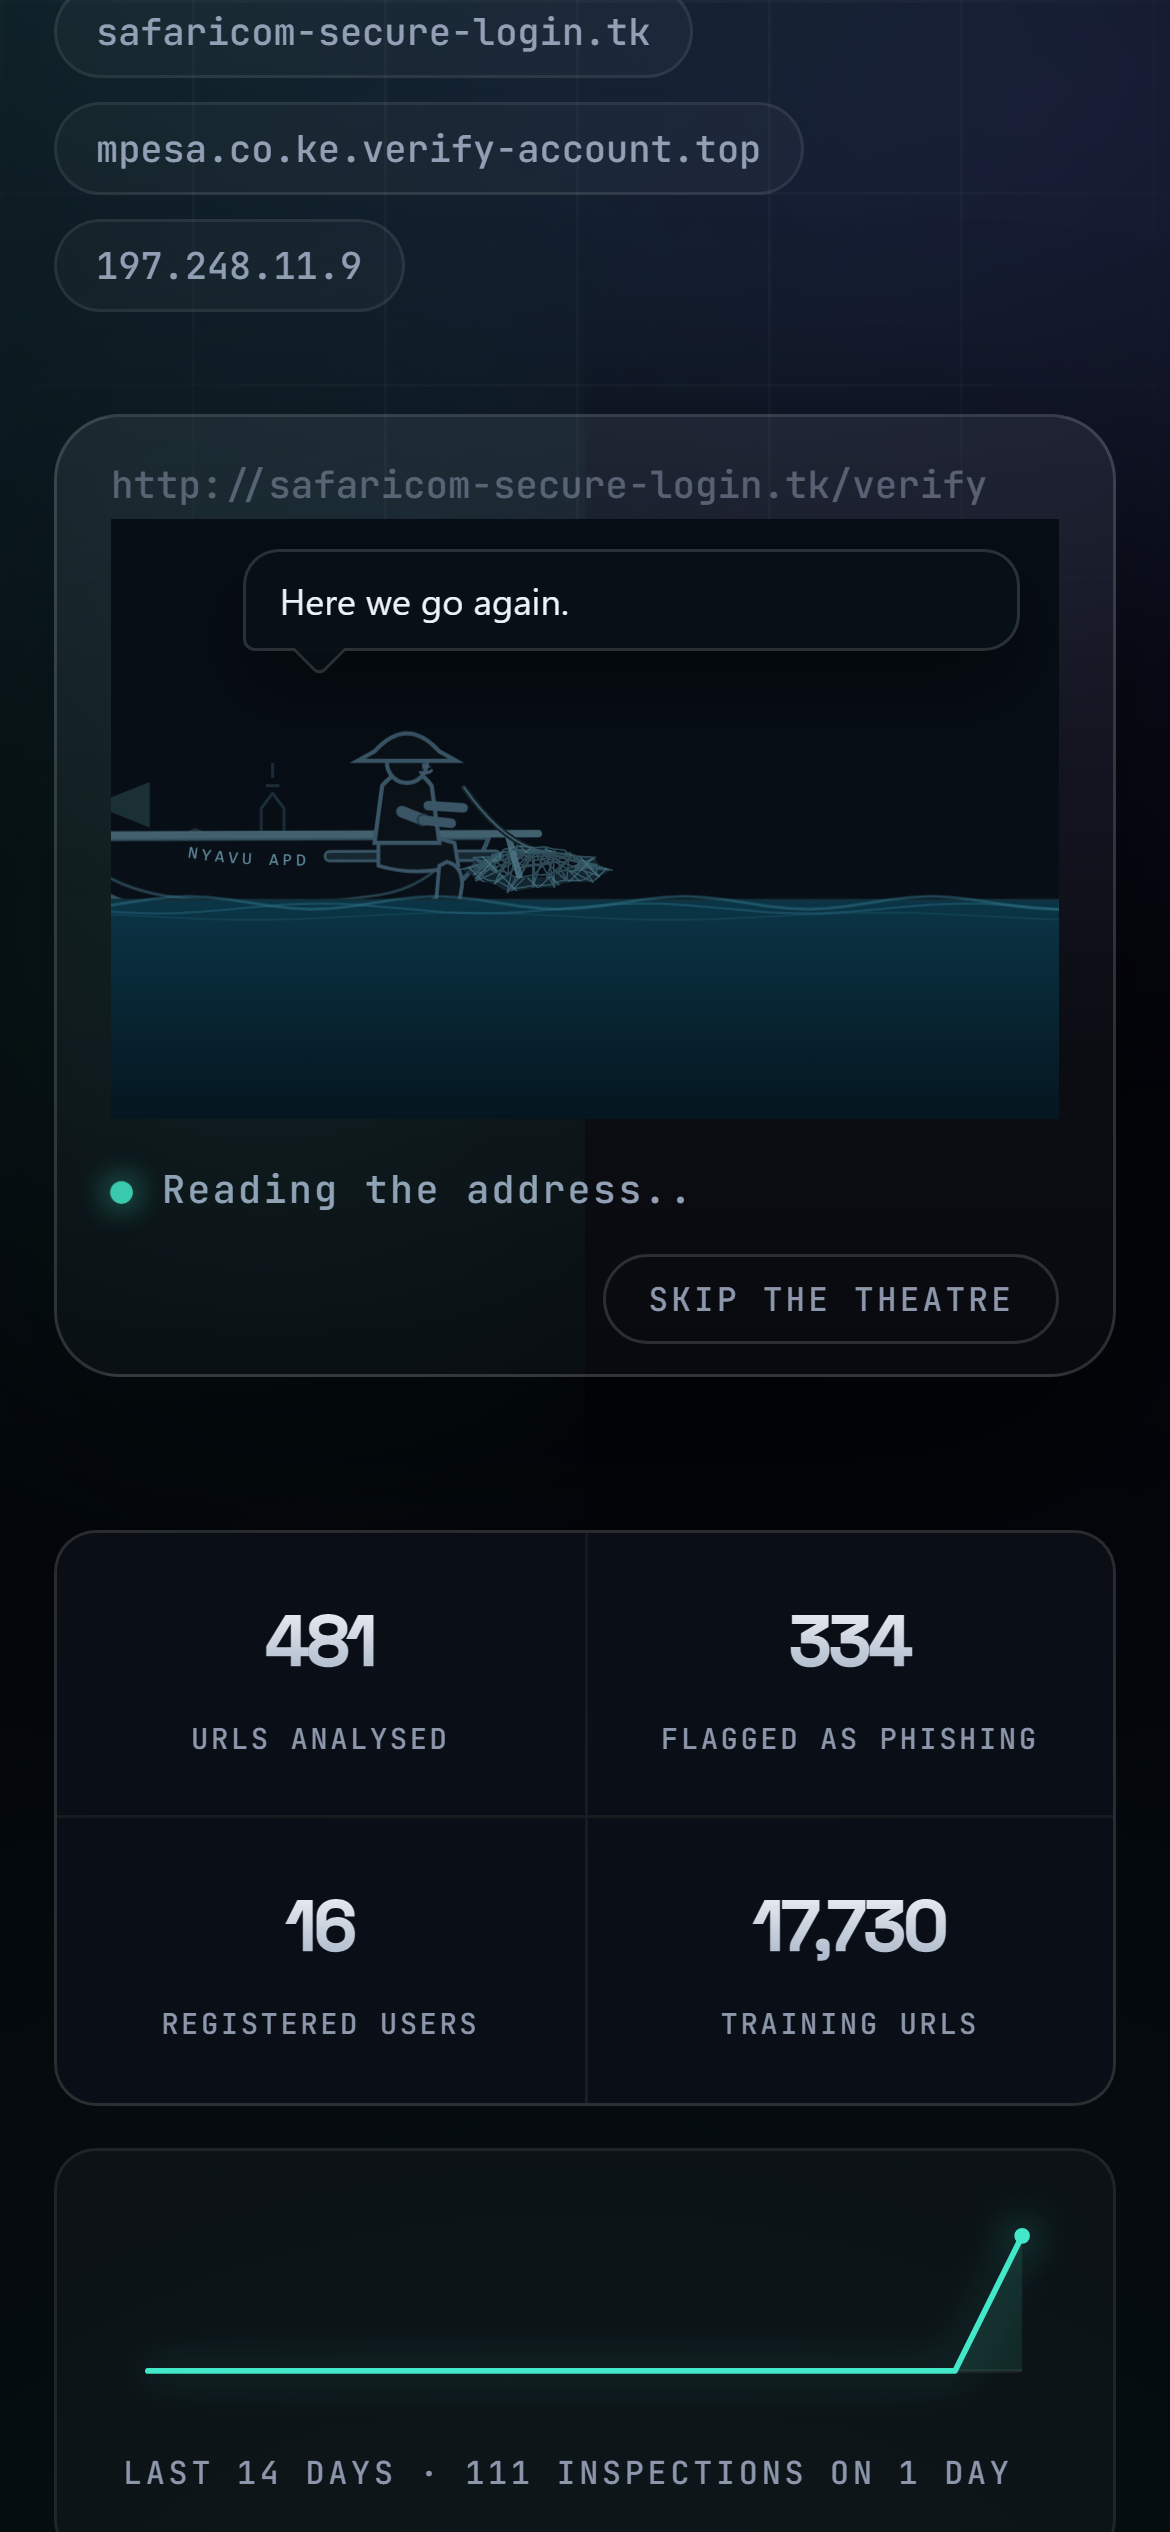 safaricom-secure-login.tk
mpesa.co.ke.verify-account.top
197.248.11.9
http://safaricom-secure-login.tk/verify
Here we go again.
NYAVU APD
Reading the address..
SKIP THE THEATRE
481
334
URLS ANALYSED
FLAGGED AS PHISHING
16
17,730
REGISTERED USERS
TRAINING URLS
LAST 14 DAYS · 111 INSPECTIONS ON 1 DAY